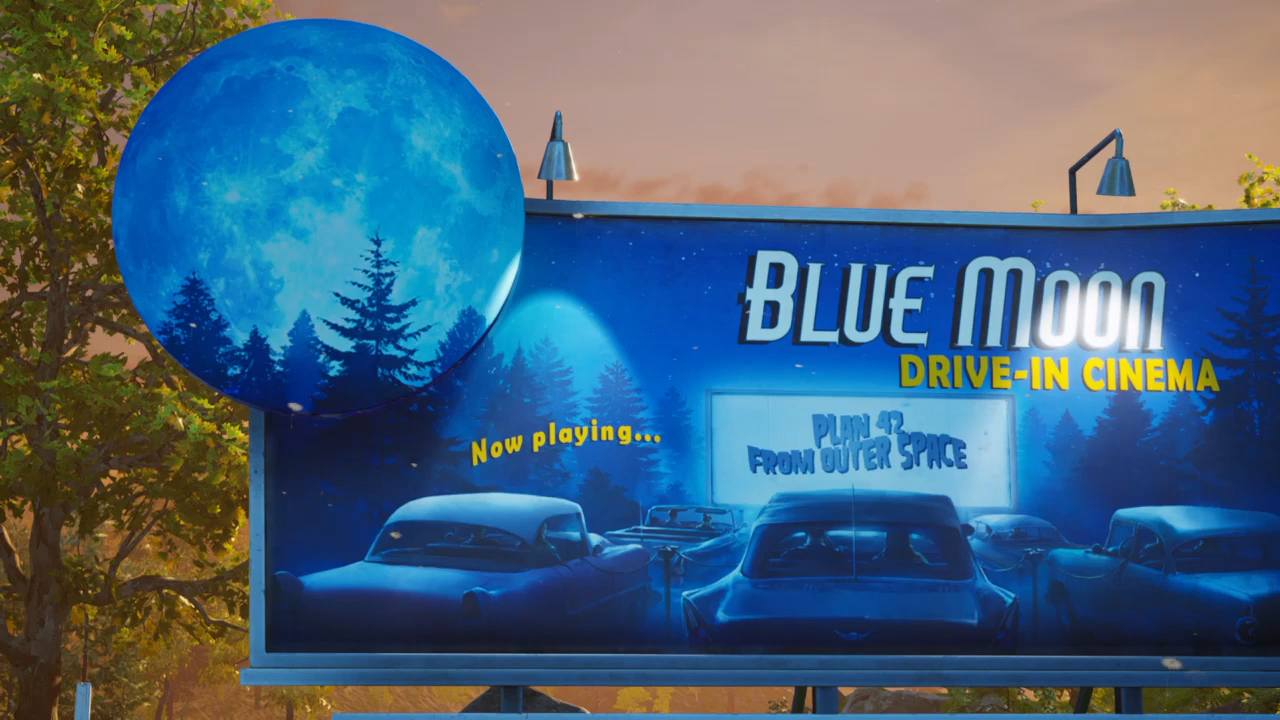 BLUE MOON
DRIVE-IN CINEMA
Now playing...
PLAN 42
FROM OUTER SPACE